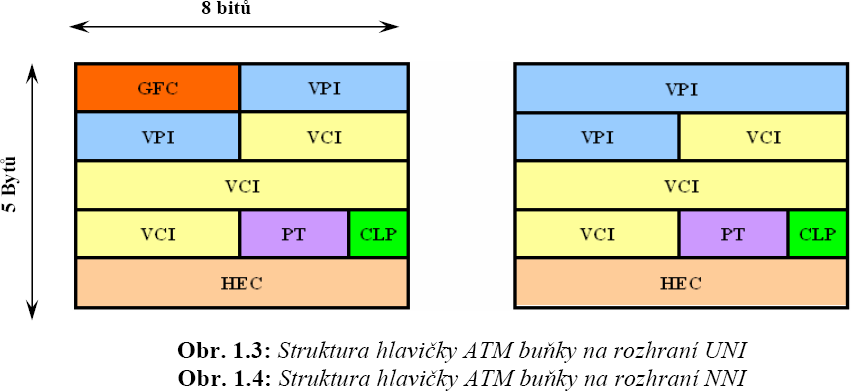 8 bitů
5 Bytů
GFC VPI
VPI VCI
VCI
VCI PT CLP
HEC
VPI
VPI VCI
VCI
VCI PT CLP
HEC
Obr. 1.3: Struktura hlavičky ATM buňky na rozhraní UNI
Obr. 1.4: Struktura hlavičky ATM buňky na rozhraní NNI